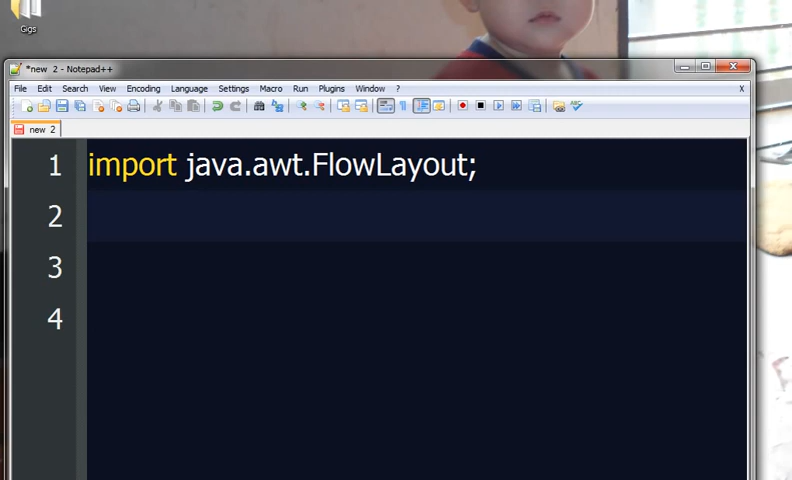 Gigs
*new 2 - Notepad++
File Edit Search View Encoding Language Settings Macro Run Plugins Window ? X
new 2
1 import java.awt.FlowLayout;
2
3
4